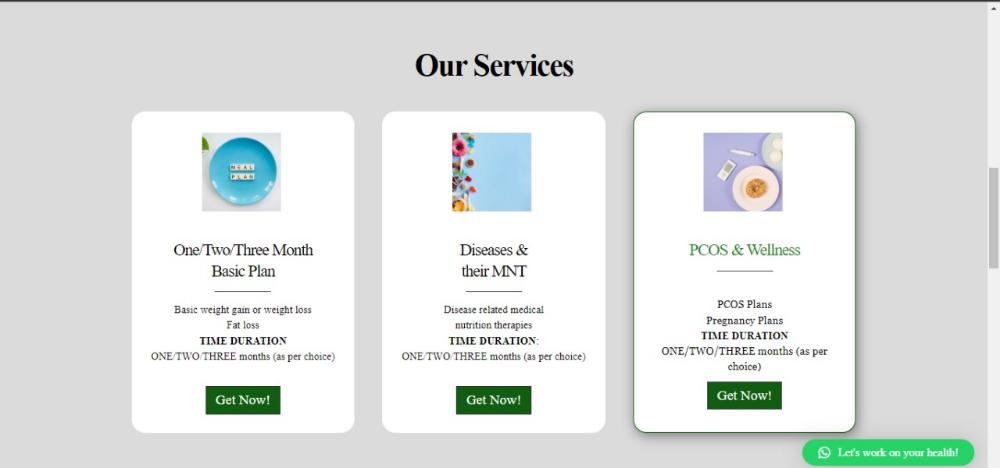 Our Services
MEAL
PLAN
One/Two/Three Month
Basic Plan
Basic weight gain or weight loss
Fat loss
TIME DURATION
ONE/TWO/THREE months (as per choice)
Get Now!
Diseases &
their MNT
Disease related medical
nutrition therapies
TIME DURATION:
ONE/TWO/THREE months (as per choice)
Get Now!
PCOS & Wellness
PCOS Plans
Pregnancy Plans
TIME DURATION
ONE/TWO/THREE months (as per
choice)
Get Now!
Let's work on your health!